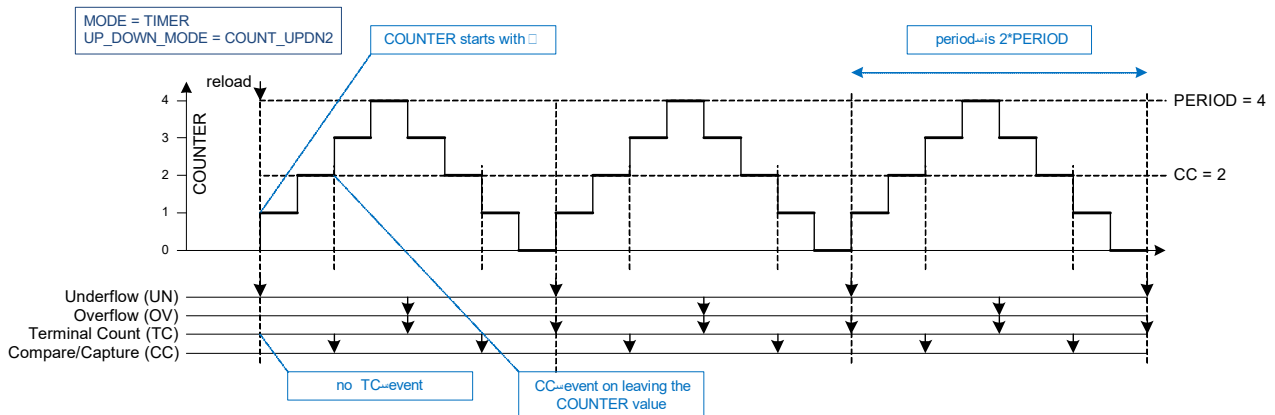 MODE = TIMER
UP_DOWN_MODE = COUNT_UPDN2
COUNTER starts with
period is 2*PERIOD
reload
4
3
2
1
0
COUNTER
PERIOD = 4
CC = 2
Underflow (UN)
Overflow (OV)
Terminal Count (TC)
Compare/Capture (CC)
no TC event
CC event on leaving the
COUNTER value